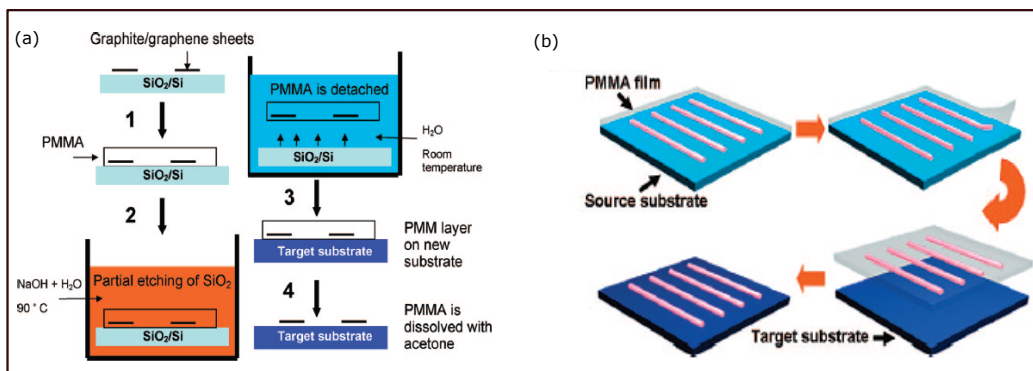 (a)
Graphite/graphene sheets
SiO₂/Si
1
PMMA
SiO₂/Si
2
NaOH + H₂O
90 ° C
Partial etching of SiO₂
SiO₂/Si
PMMA is detached
H₂O
Room
temperature
SiO₂/Si
3
PMM layer
on new
substrate
Target substrate
4
PMMA is
dissolved with
acetone
Target substrate
(b)
PMMA film
Source substrate
Target substrate